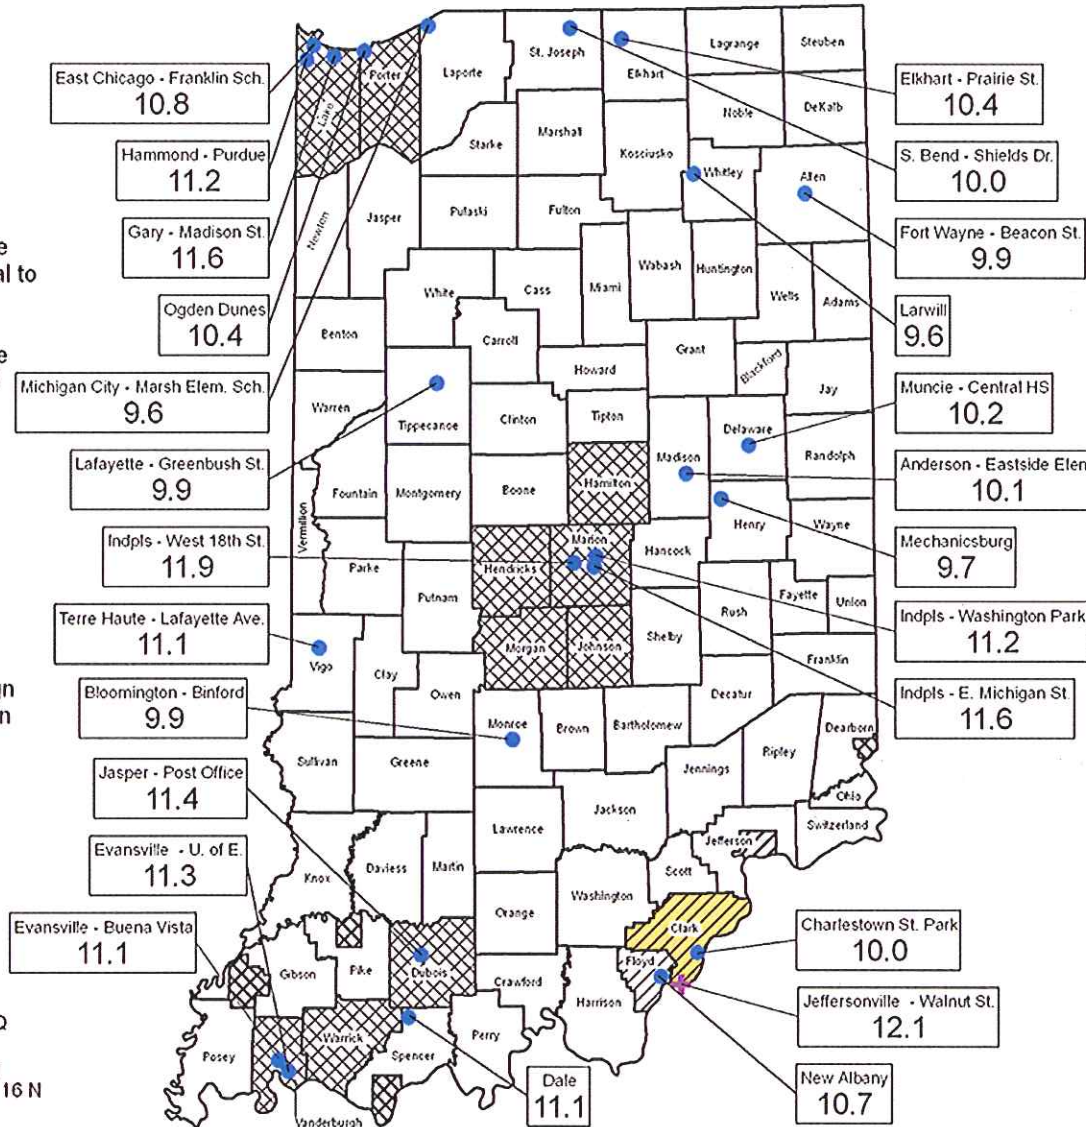 East Chicago - Franklin Sch.
10.8
Hammond - Purdue
11.2
Gary - Madison St.
11.6
e
al to
Ogden Dunes
10.4
e
Michigan City - Marsh Elem. Sch.
9.6
Lafayette - Greenbush St.
9.9
Indpls - West 18th St.
11.9
Terre Haute - Lafayette Ave.
11.1
gn
n
Bloomington - Binford
9.9
Jasper - Post Office
11.4
Evansville - U. of E.
11.3
Evansville - Buena Vista
11.1
Q
16 N
Lake
Porter
Laporte
St. Joseph
Elkhart
Lagrange
Steuben
Noble
DeKalb
Starke
Marshall
Kosciusko
Whitley
Allen
Newton
Jasper
Pulaski
Fulton
Wabash
Huntington
Miami
White
Cass
Wells
Adams
Benton
Carroll
Grant
Blackford
Howard
Jay
Warren
Tippecanoe
Clinton
Tipton
Delaware
Randolph
Madison
Hamilton
Fountain
Montgomery
Boone
Vermillion
Henry
Wayne
Marion
Hancock
Hendricks
Parke
Putnam
Fayette
Union
Rush
Shelby
Morgan
Johnson
Franklin
Vigo
Clay
Owen
Decatur
Monroe
Brown
Bartholomew
Dearborn
Ripley
Sullivan
Greene
Jennings
Ohio
Jackson
Switzerland
Lawrence
Jefferson
Daviess
Martin
Scott
Knox
Washington
Orange
Clark
Gibson
Pike
Dubois
Floyd
Crawford
Harrison
Posey
Warrick
Perry
Spencer
Vanderburgh
Elkhart - Prairie St.
10.4
S. Bend - Shields Dr.
10.0
Fort Wayne - Beacon St.
9.9
Larwill
9.6
Muncie - Central HS
10.2
Anderson - Eastside Elem
10.1
Mechanicsburg
9.7
Indpls - Washington Park
11.2
Indpls - E. Michigan St.
11.6
Charlestown St. Park
10.0
Jeffersonville - Walnut St.
12.1
New Albany
10.7
Dale
11.1